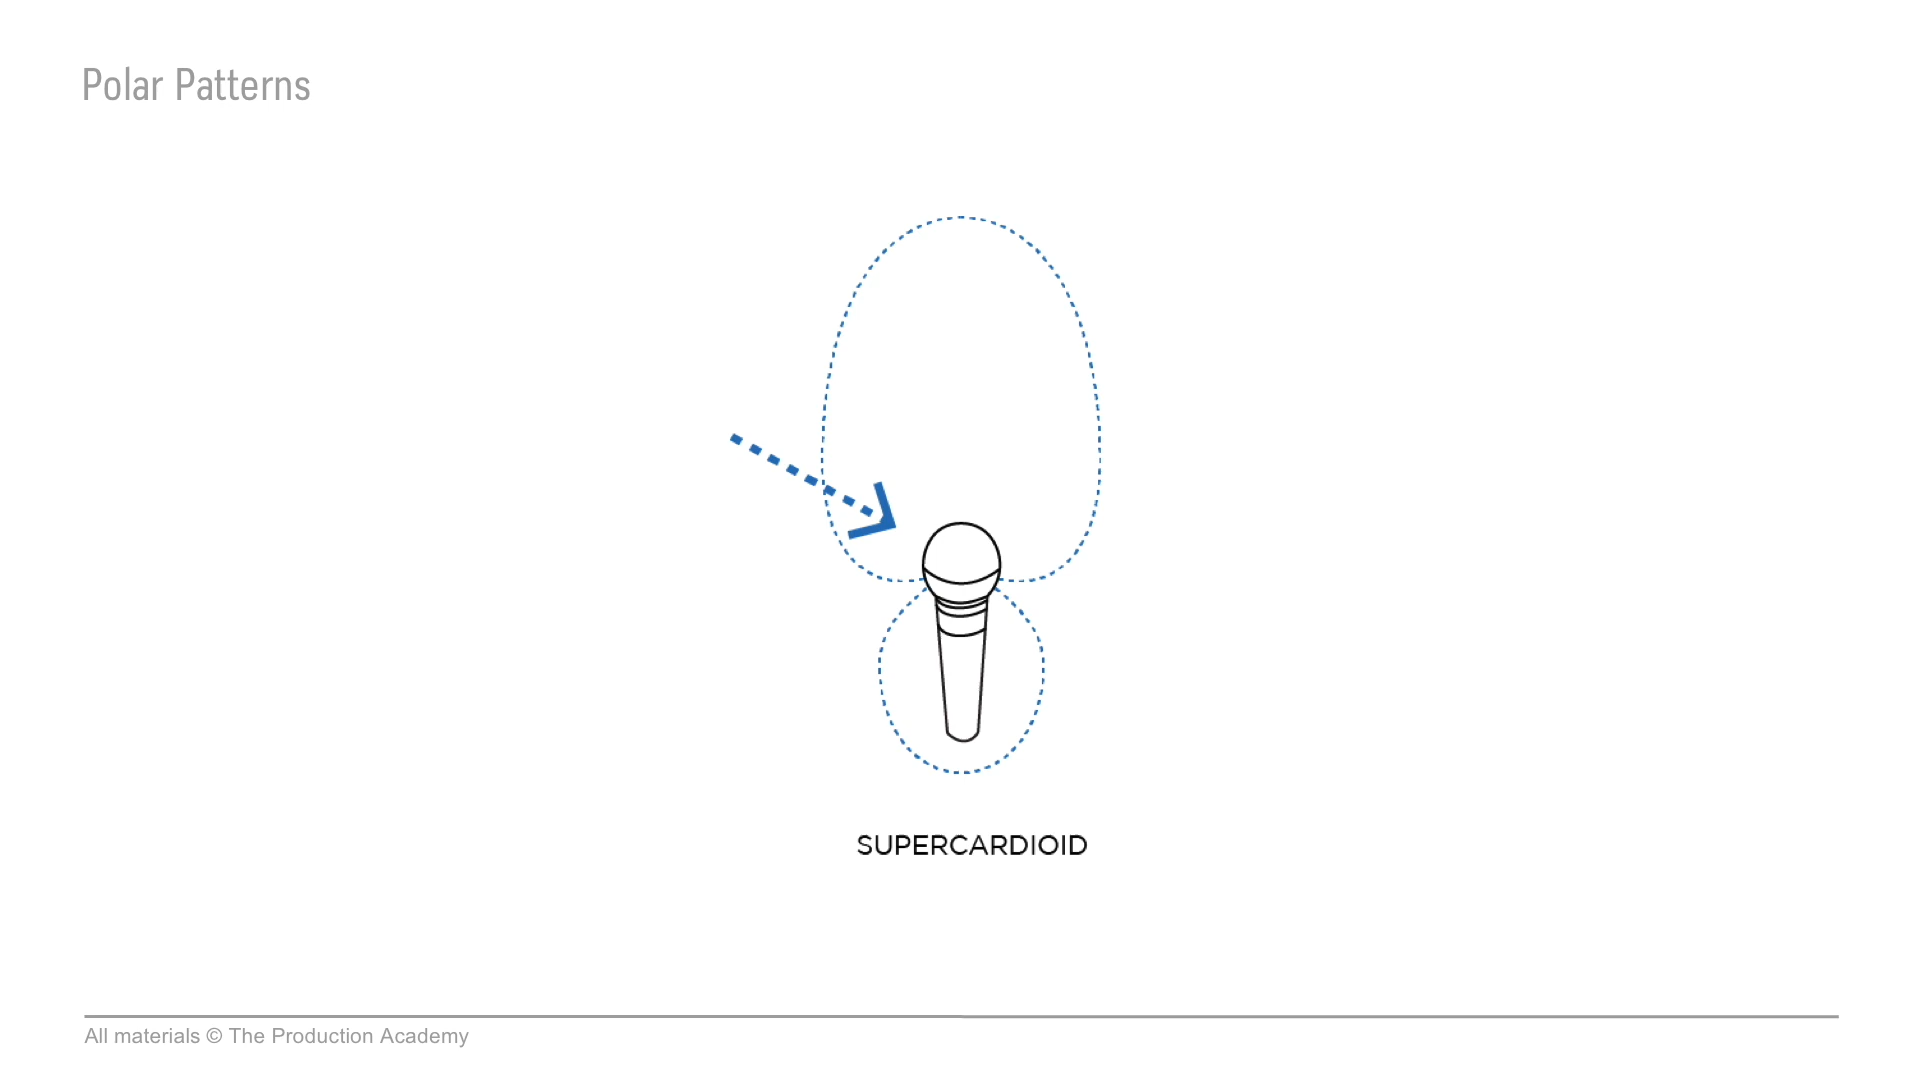 Polar Patterns
SUPERCARDIOID
All materials © The Production Academy